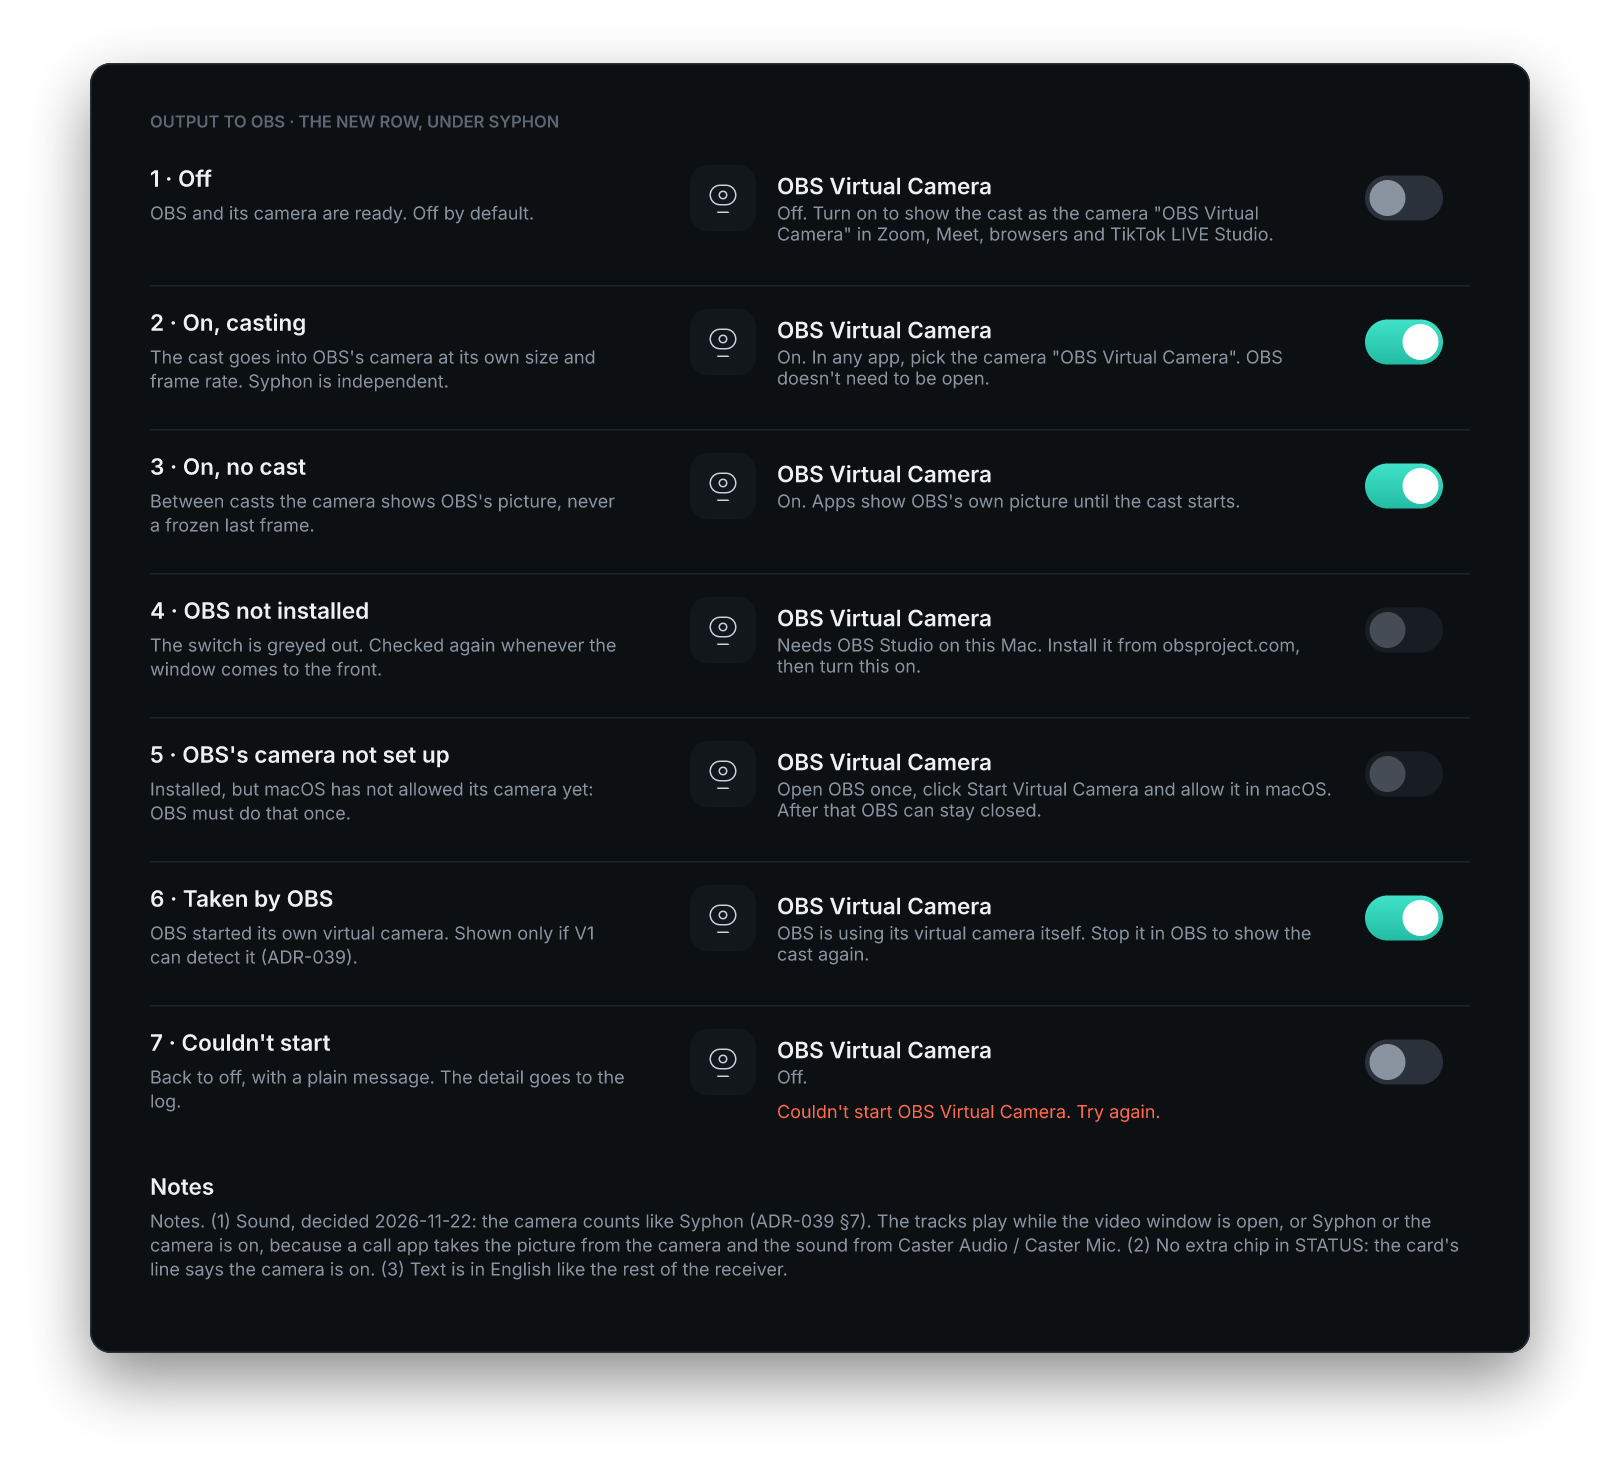 OUTPUT TO OBS · THE NEW ROW, UNDER SYPHON
1 · Off
OBS and its camera are ready. Off by default.
OBS Virtual Camera
Off. Turn on to show the cast as the camera "OBS Virtual
Camera" in Zoom, Meet, browsers and TikTok LIVE Studio.
2 · On, casting
The cast goes into OBS's camera at its own size and
frame rate. Syphon is independent.
OBS Virtual Camera
On. In any app, pick the camera "OBS Virtual Camera". OBS
doesn't need to be open.
3 · On, no cast
Between casts the camera shows OBS's picture, never
a frozen last frame.
OBS Virtual Camera
On. Apps show OBS's own picture until the cast starts.
4 · OBS not installed
The switch is greyed out. Checked again whenever the
window comes to the front.
OBS Virtual Camera
Needs OBS Studio on this Mac. Install it from obsproject.com,
then turn this on.
5 · OBS's camera not set up
Installed, but macOS has not allowed its camera yet:
OBS must do that once.
OBS Virtual Camera
Open OBS once, click Start Virtual Camera and allow it in macOS.
After that OBS can stay closed.
6 · Taken by OBS
OBS started its own virtual camera. Shown only if V1
can detect it (ADR-039).
OBS Virtual Camera
OBS is using its virtual camera itself. Stop it in OBS to show the
cast again.
7 · Couldn't start
Back to off, with a plain message. The detail goes to the
log.
OBS Virtual Camera
Off.
Couldn't start OBS Virtual Camera. Try again.
Notes
Notes. (1) Sound, decided 2026-11-22: the camera counts like Syphon (ADR-039 §7). The tracks play while the video window is open, or Syphon or the
camera is on, because a call app takes the picture from the camera and the sound from Caster Audio / Caster Mic. (2) No extra chip in STATUS: the card's
line says the camera is on. (3) Text is in English like the rest of the receiver.